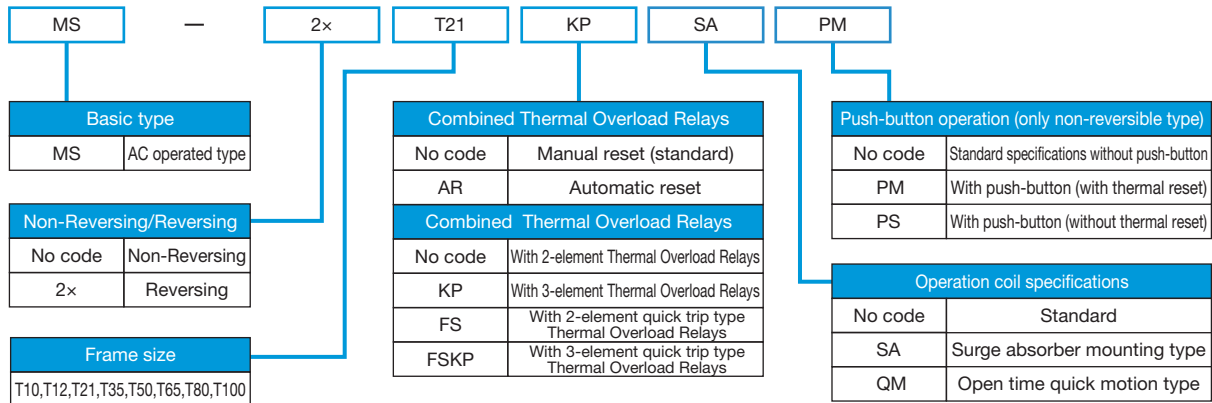 MS — 2× T21 KP SA PM
Basic type
MS AC operated type
Non-Reversing/Reversing
No code Non-Reversing
2× Reversing
Frame size
T10,T12,T21,T35,T50,T65,T80,T100
Combined Thermal Overload Relays
No code Manual reset (standard)
AR Automatic reset
Combined Thermal Overload Relays
No code With 2-element Thermal Overload Relays
KP With 3-element Thermal Overload Relays
FS With 2-element quick trip type
Thermal Overload Relays
FSKP With 3-element quick trip type
Thermal Overload Relays
Push-button operation (only non-reversible type)
No code Standard specifications without push-button
PM With push-button (with thermal reset)
PS With push-button (without thermal reset)
Operation coil specifications
No code Standard
SA Surge absorber mounting type
QM Open time quick motion type